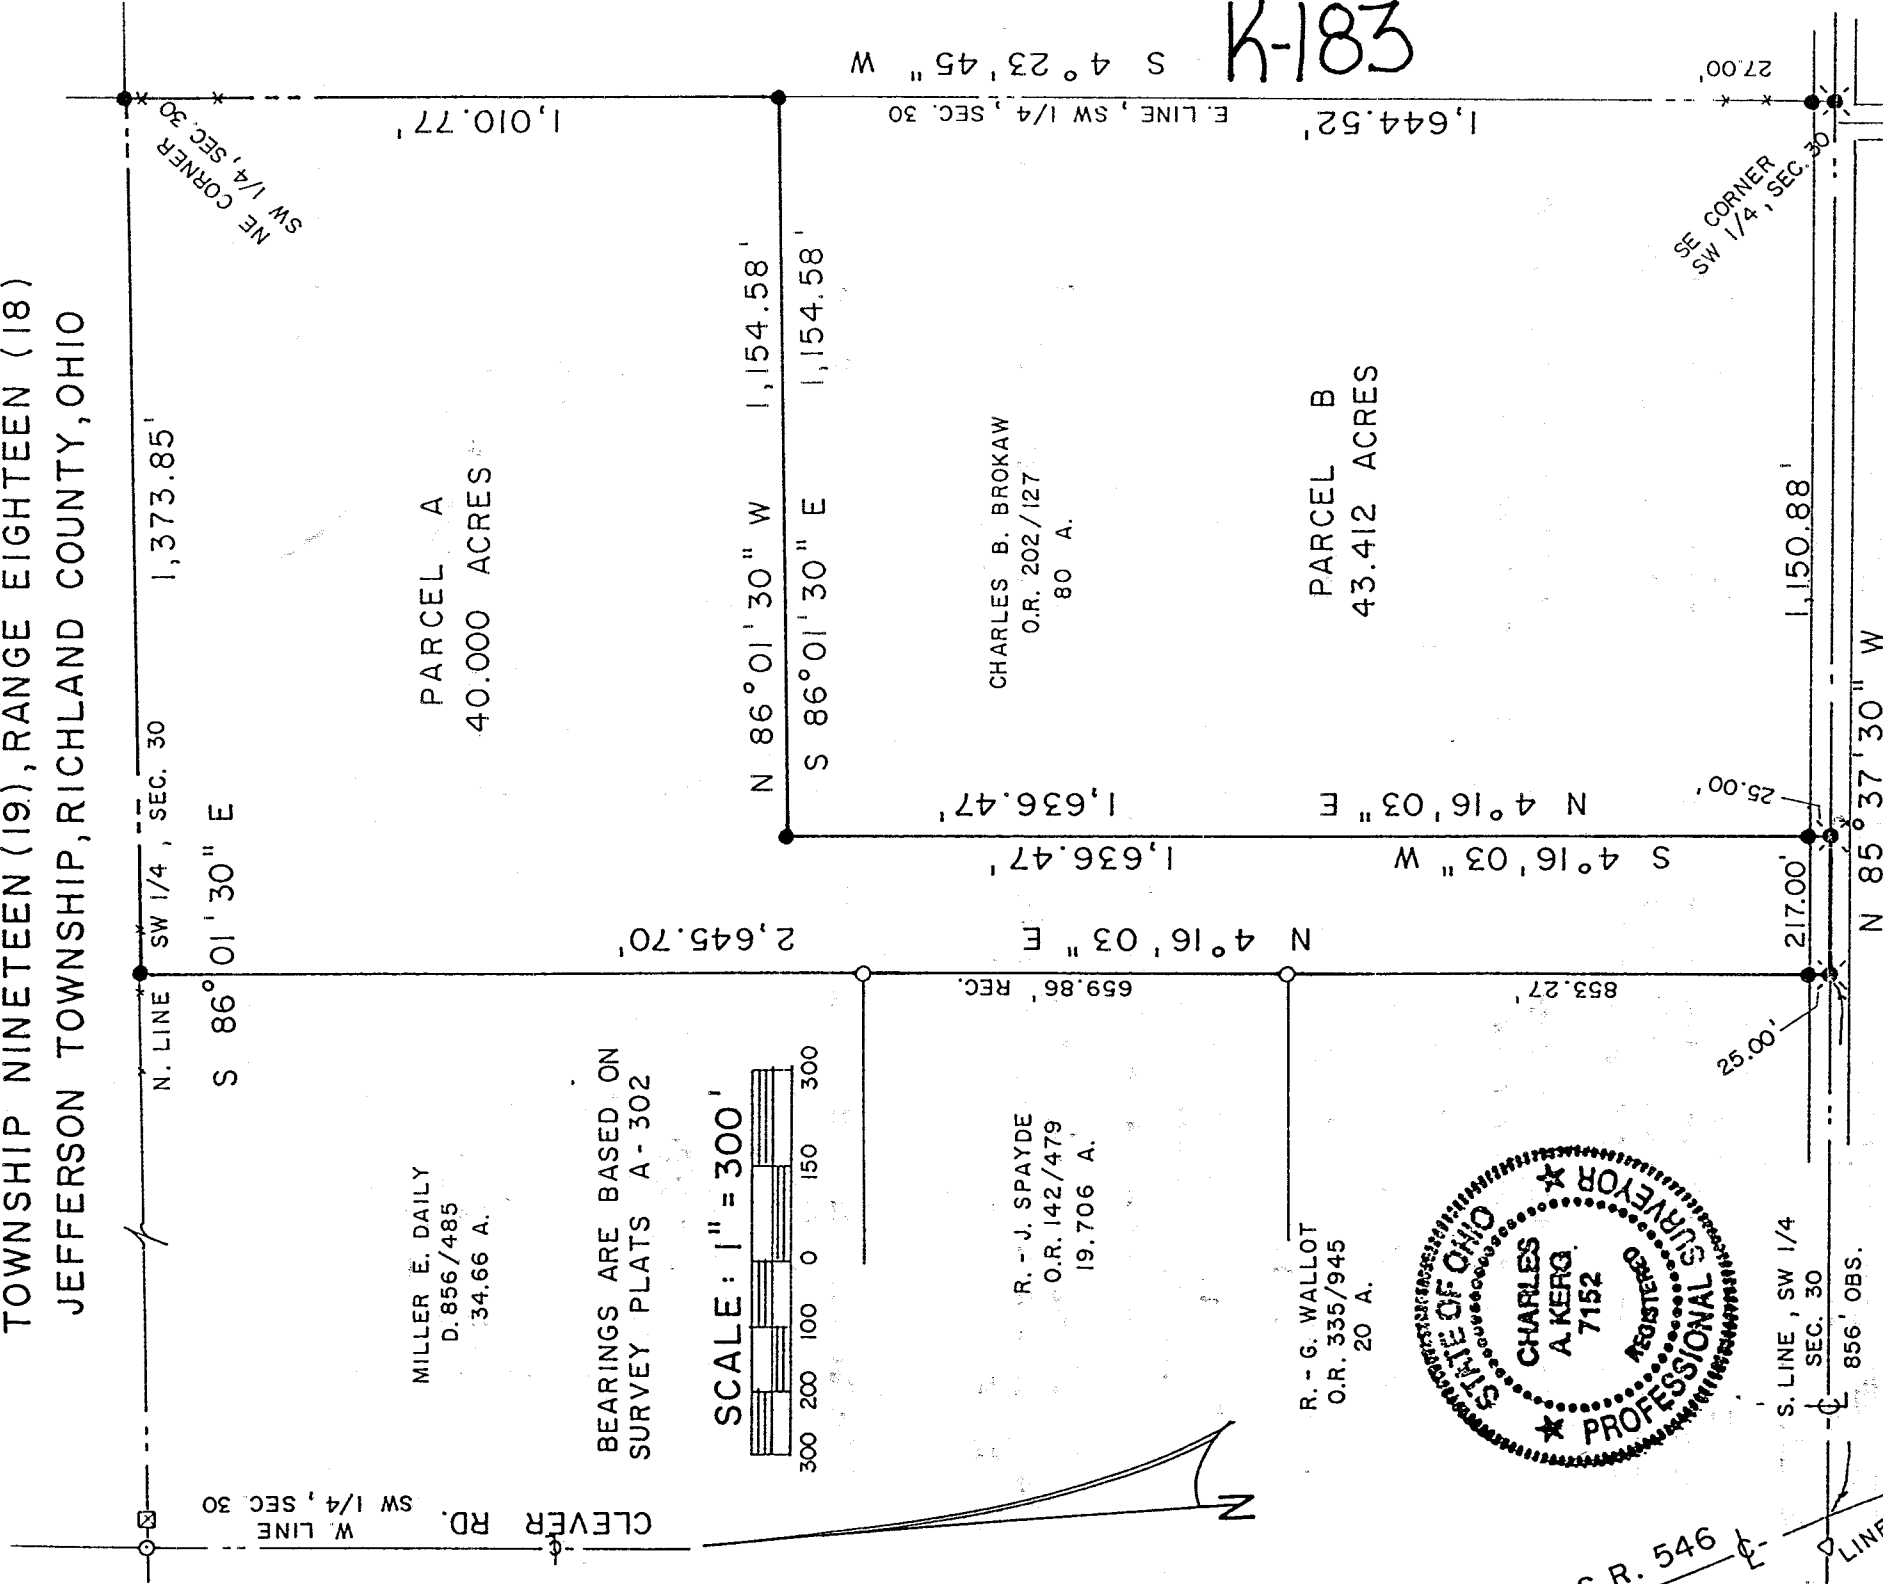 K-183
TOWNSHIP NINETEEN (19), RANGE EIGHTEEN (18)
JEFFERSON TOWNSHIP, RICHLAND COUNTY, OHIO
NE CORNER
SW 1/4, SEC. 30
1,010.77'
S 4° 23' 45" W
E. LINE, SW 1/4, SEC. 30
1,644.52'
27.00'
SE CORNER
SW 1/4, SEC. 30
1,373.85'
N. LINE SW 1/4, SEC. 30
S 86° 01' 30" E
PARCEL A
40.000 ACRES
N 86° 01' 30" W 1,154.58'
S 86° 01' 30" E 1,154.58'
CHARLES B. BROKAW
O.R. 202/127
80 A.
PARCEL B
43.412 ACRES
1,150.88'
N 85° 37' 30" W
25.00'
N 4° 16' 03" E 1,636.47'
S 4° 16' 03" W 1,636.47'
217.00'
N 4° 16' 03" E 2,645.70'
659.86' REC.
853.27'
25.00'
MILLER E. DAILY
D. 856/485
34.66 A.
BEARINGS ARE BASED ON
SURVEY PLATS A-302
SCALE: 1" = 300'
300 200 100 0 150 300
R.-J. SPAYDE
O.R. 142/479
19.706 A.
R.-G. WALLOT
O.R. 335/945
20 A.
STATE OF OHIO
CHARLES
A. KERG
7152
REGISTERED
PROFESSIONAL SURVEYOR
S. LINE, SW 1/4
SEC. 30
856' OBS.
W. LINE
SW 1/4, SEC 30
CLEVER RD.
N
R. 546
LINE